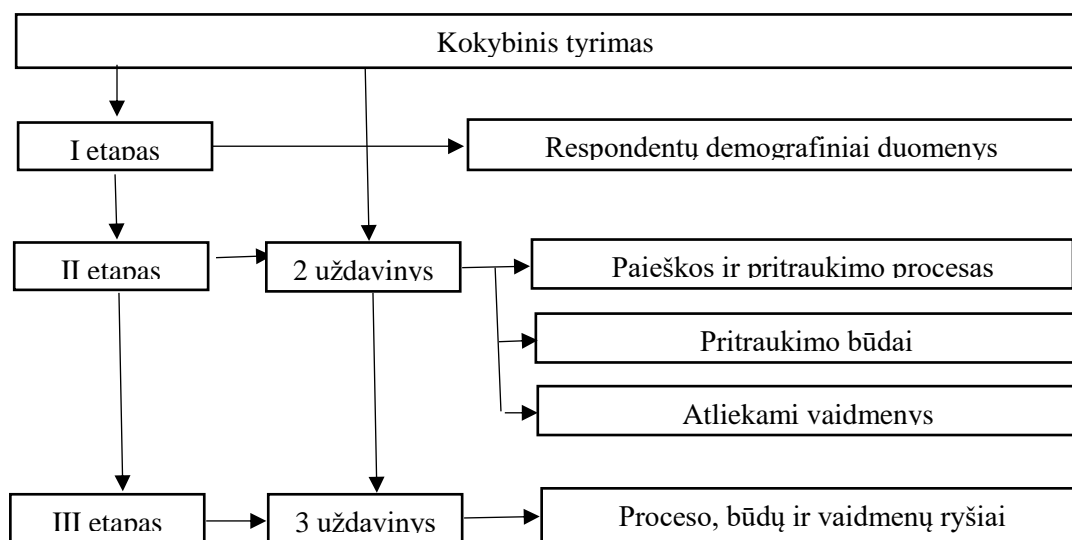 Kokybinis tyrimas
I etapas
Respondentų demografiniai duomenys
II etapas
2 uždavinys
Paieškos ir pritraukimo procesas
Pritraukimo būdai
Atliekami vaidmenys
III etapas
3 uždavinys
Proceso, būdų ir vaidmenų ryšiai